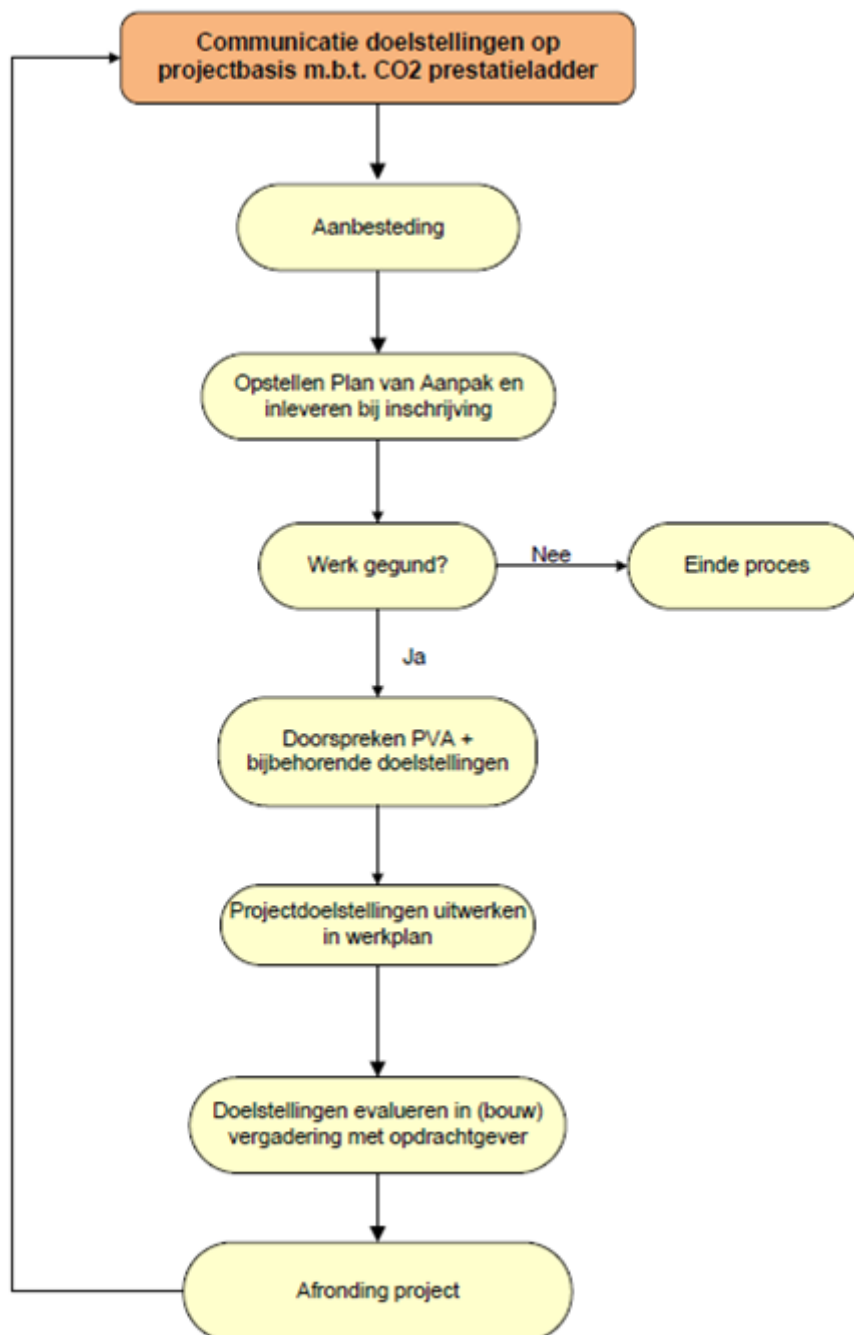 Communicatie doelstellingen op
projectbasis m.b.t. CO2 prestatieladder
Aanbesteding
Opstellen Plan van Aanpak en
inleveren bij inschrijving
Werk gegund?
Nee
Einde proces
Ja
Doorspreken PVA +
bijbehorende doelstellingen
Projectdoelstellingen uitwerken
in werkplan
Doelstellingen evalueren in (bouw)
vergadering met opdrachtgever
Afronding project